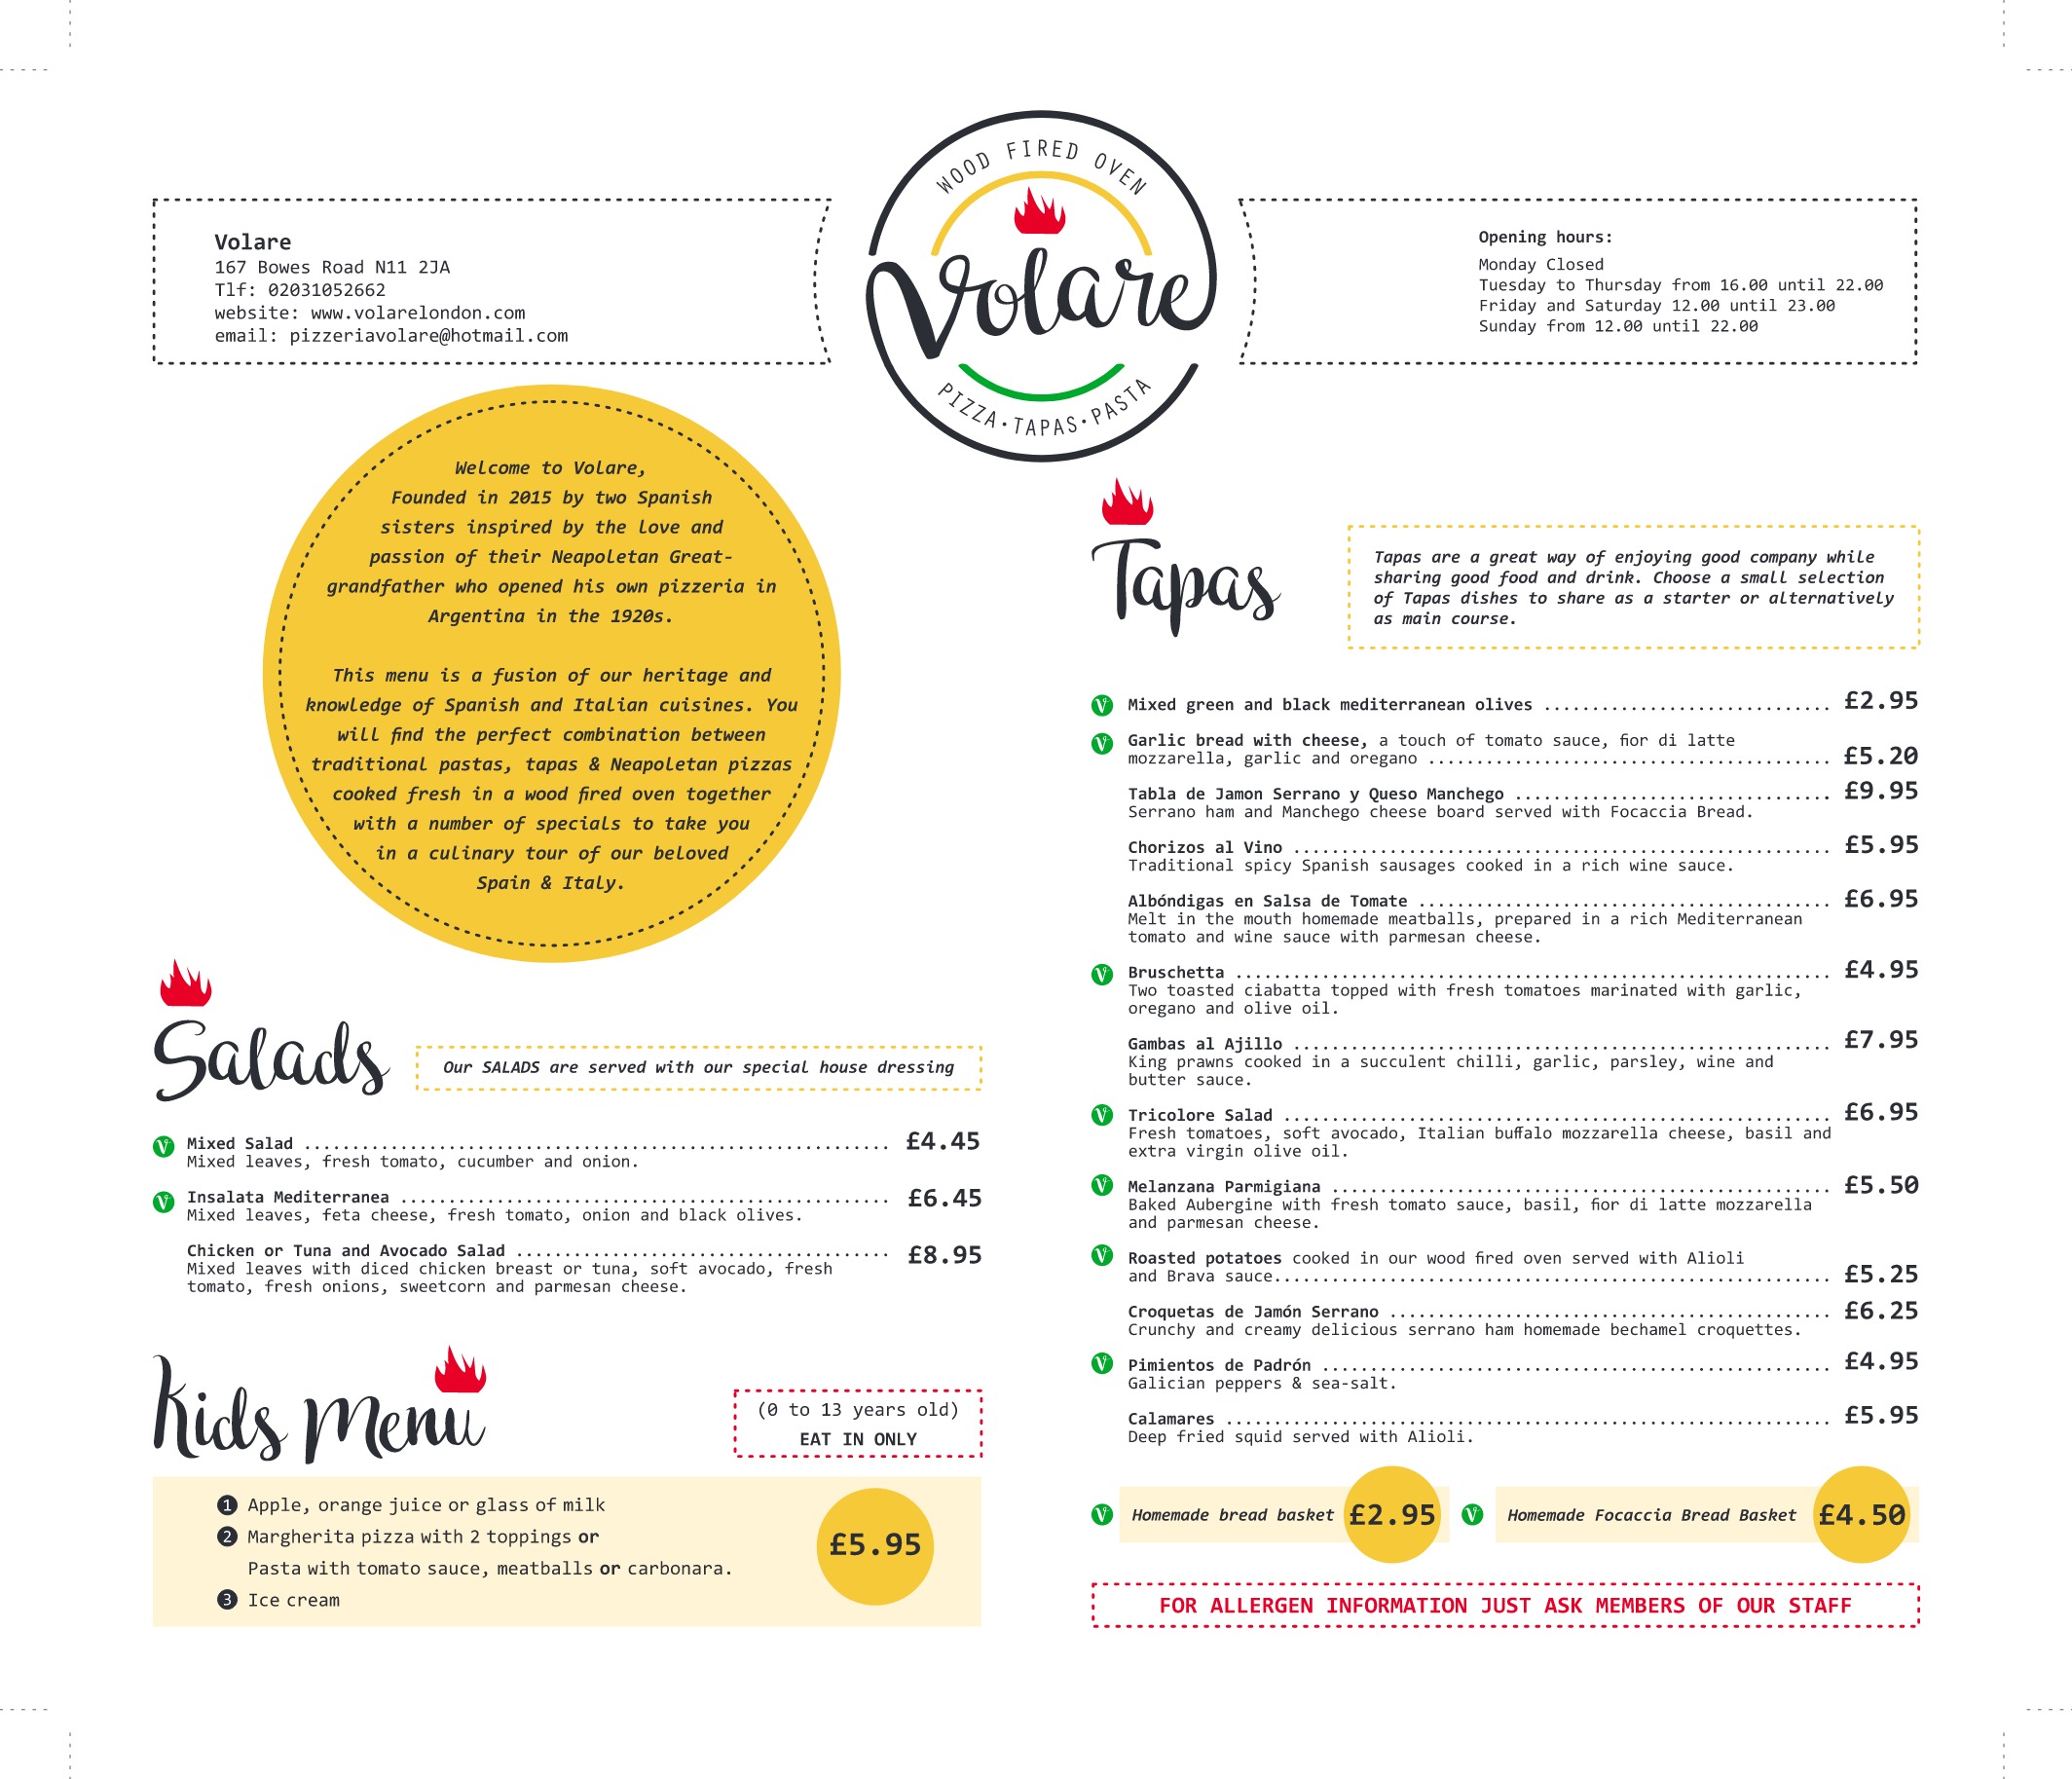 WOOD FIRED OVEN
Volare
PIZZA • TAPAS • PASTA
Volare
167 Bowes Road N11 2JA
Tlf: 02031052662
website: www.volarelondon.com
email: pizzeriavolare@hotmail.com
Opening hours:
Monday Closed
Tuesday to Thursday from 16.00 until 22.00
Friday and Saturday 12.00 until 23.00
Sunday from 12.00 until 22.00
Welcome to Volare,
Founded in 2015 by two Spanish
sisters inspired by the love and
passion of their Neapoletan Great-
grandfather who opened his own pizzeria in
Argentina in the 1920s.
This menu is a fusion of our heritage and
knowledge of Spanish and Italian cuisines. You
will find the perfect combination between
traditional pastas, tapas & Neapoletan pizzas
cooked fresh in a wood fired oven together
with a number of specials to take you
in a culinary tour of our beloved
Spain & Italy.
Salads
Our SALADS are served with our special house dressing
V Mixed Salad ............................................................. £4.45
Mixed leaves, fresh tomato, cucumber and onion.
V Insalata Mediterranea ................................................... £6.45
Mixed leaves, feta cheese, fresh tomato, onion and black olives.
Chicken or Tuna and Avocado Salad ....................................... £8.95
Mixed leaves with diced chicken breast or tuna, soft avocado, fresh
tomato, fresh onions, sweetcorn and parmesan cheese.
Kids Menu
(0 to 13 years old)
EAT IN ONLY
1 Apple, orange juice or glass of milk
2 Margherita pizza with 2 toppings or
Pasta with tomato sauce, meatballs or carbonara.
3 Ice cream
£5.95
Tapas
Tapas are a great way of enjoying good company while
sharing good food and drink. Choose a small selection
of Tapas dishes to share as a starter or alternatively
as main course.
V Mixed green and black mediterranean olives .............................. £2.95
V Garlic bread with cheese, a touch of tomato sauce, fior di latte
mozzarella, garlic and oregano .......................................... £5.20
Tabla de Jamon Serrano y Queso Manchego ................................. £9.95
Serrano ham and Manchego cheese board served with Focaccia Bread.
Chorizos al Vino ........................................................ £5.95
Traditional spicy Spanish sausages cooked in a rich wine sauce.
Albóndigas en Salsa de Tomate ........................................... £6.95
Melt in the mouth homemade meatballs, prepared in a rich Mediterranean
tomato and wine sauce with parmesan cheese.
V Bruschetta .............................................................. £4.95
Two toasted ciabatta topped with fresh tomatoes marinated with garlic,
oregano and olive oil.
Gambas al Ajillo ........................................................ £7.95
King prawns cooked in a succulent chilli, garlic, parsley, wine and
butter sauce.
V Tricolore Salad ......................................................... £6.95
Fresh tomatoes, soft avocado, Italian buffalo mozzarella cheese, basil and
extra virgin olive oil.
V Melanzana Parmigiana .................................................... £5.50
Baked Aubergine with fresh tomato sauce, basil, fior di latte mozzarella
and parmesan cheese.
V Roasted potatoes cooked in our wood fired oven served with Alioli
and Brava sauce.......................................................... £5.25
Croquetas de Jamón Serrano .............................................. £6.25
Crunchy and creamy delicious serrano ham homemade bechamel croquettes.
V Pimientos de Padrón ..................................................... £4.95
Galician peppers & sea-salt.
Calamares ............................................................... £5.95
Deep fried squid served with Alioli.
V Homemade bread basket £2.95 V Homemade Focaccia Bread Basket £4.50
FOR ALLERGEN INFORMATION JUST ASK MEMBERS OF OUR STAFF